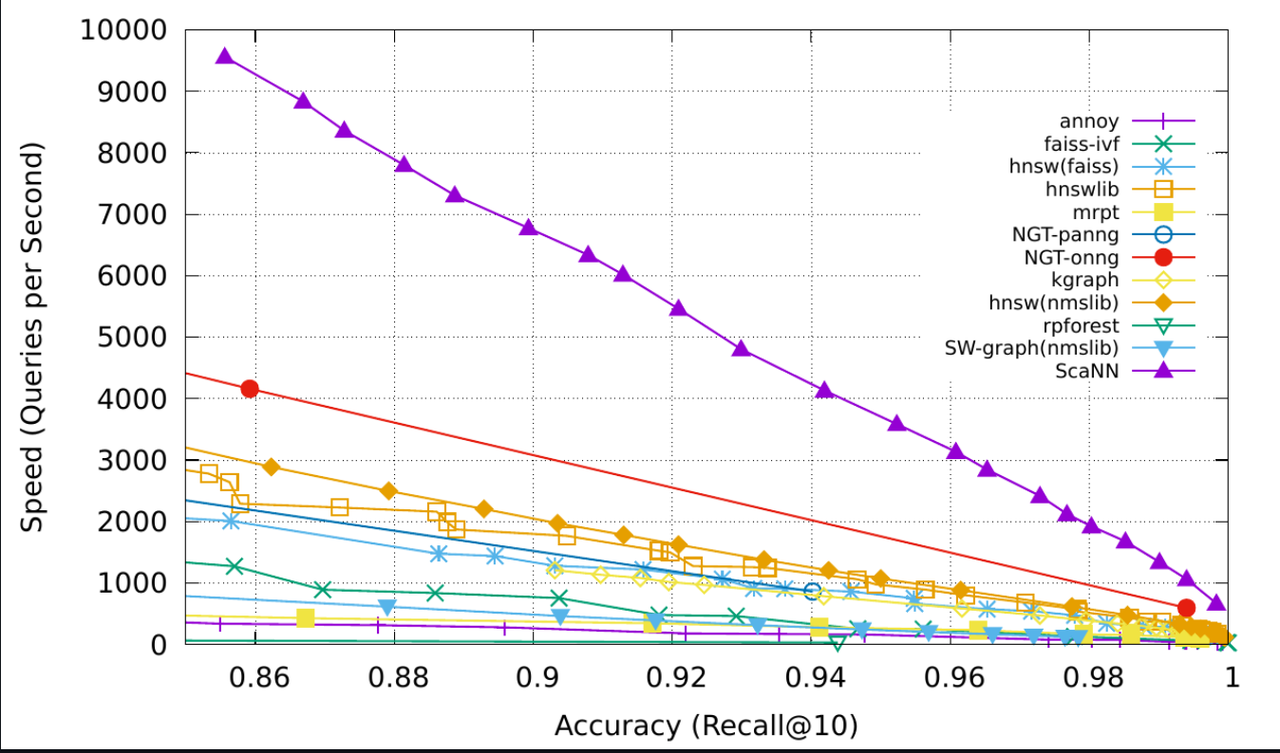 10000
9000
8000
7000
6000
5000
4000
3000
2000
1000
0
Speed (Queries per Second)
annoy
faiss-ivf
hnsw(faiss)
hnswlib
mrpt
NGT-panng
NGT-onng
kgraph
hnsw(nmslib)
rpforest
SW-graph(nmslib)
ScaNN
0.86 0.88 0.9 0.92 0.94 0.96 0.98 1
Accuracy (Recall@10)